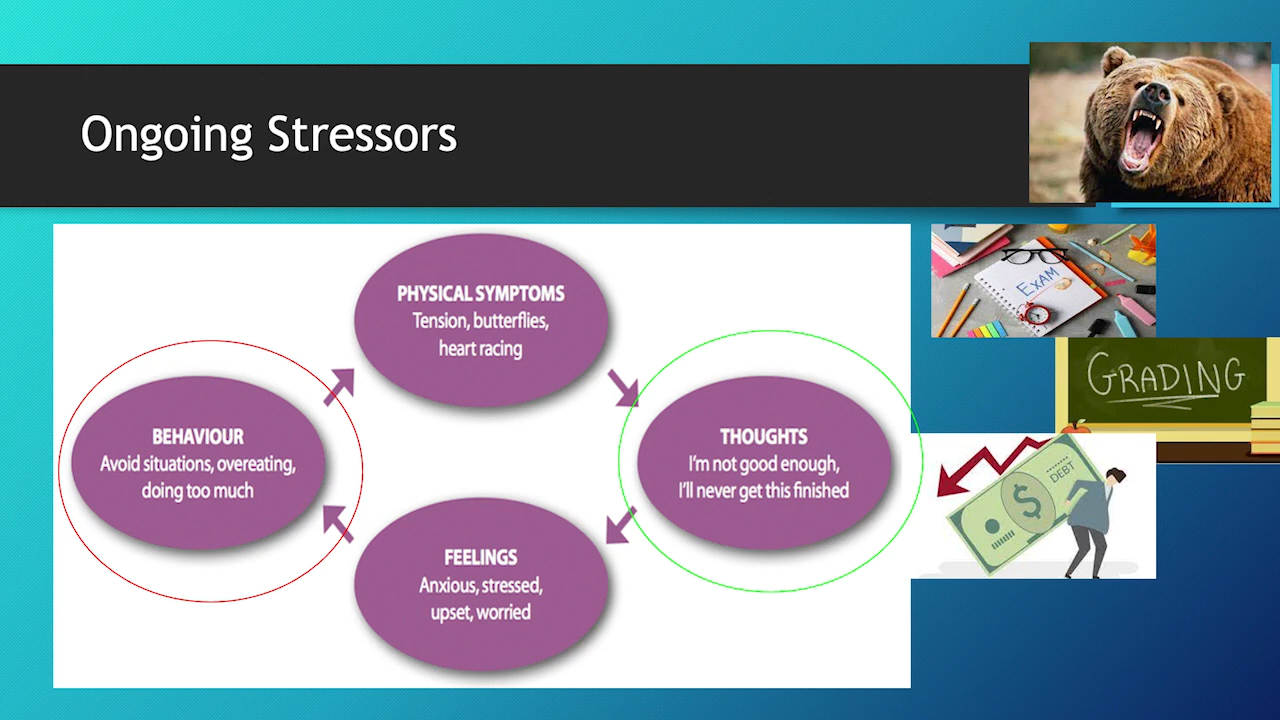 Ongoing Stressors
PHYSICAL SYMPTOMS
Tension, butterflies,
heart racing
BEHAVIOUR
Avoid situations, overeating,
doing too much
THOUGHTS
I'm not good enough,
I'll never get this finished
FEELINGS
Anxious, stressed,
upset, worried
EXAM
GRADING
DEBT
$